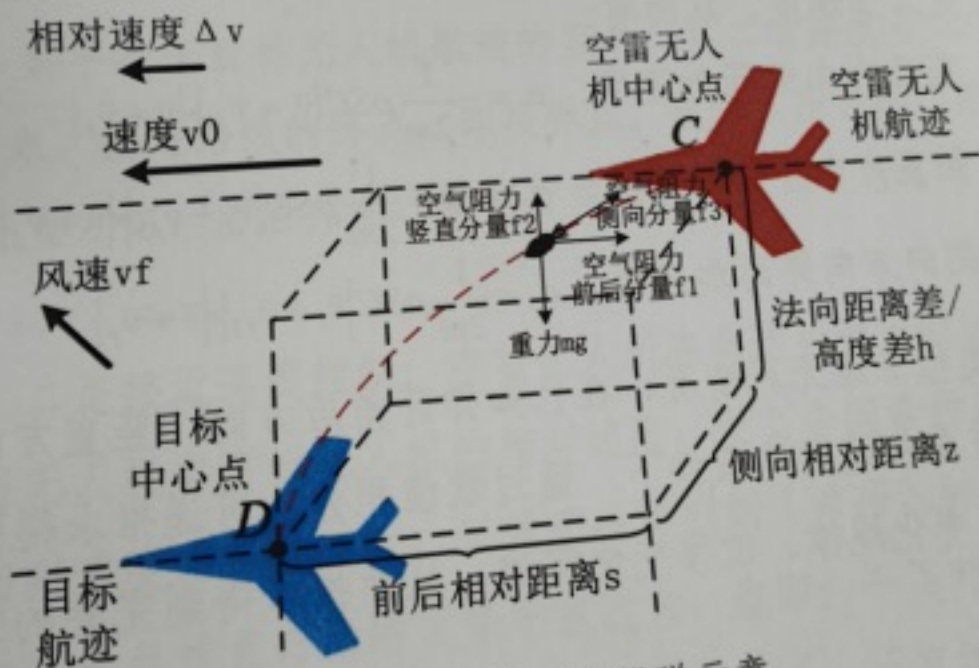 相对速度Δv
空雷无人
机中心点
空雷无人
机航迹
速度v0
C
空气阻力
竖直分量f2
空气阻力
侧向分量f3
风速vf
空气阻力
前后分量f1
重力mg
法向距离差/
高度差h
目标
中心点
侧向相对距离z
D
前后相对距离s
目标
航迹